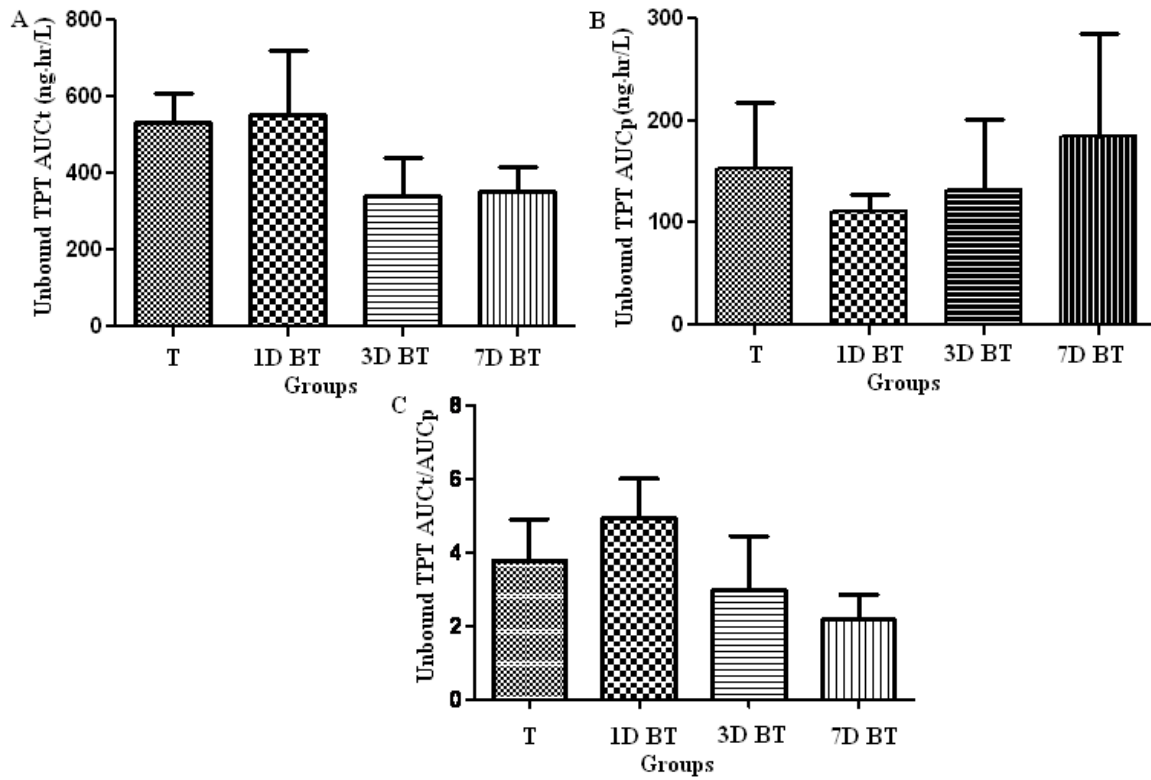 A
Unbound TPT AUCt (ng·hr/L)
800
600
400
200
0
T
1D BT
3D BT
7D BT
Groups
B
Unbound TPT AUCp (ng·hr/L)
300
200
100
0
T
1D BT
3D BT
7D BT
Groups
C
Unbound TPT AUCt/AUCp
8
6
4
2
0
T
1D BT
3D BT
7D BT
Groups